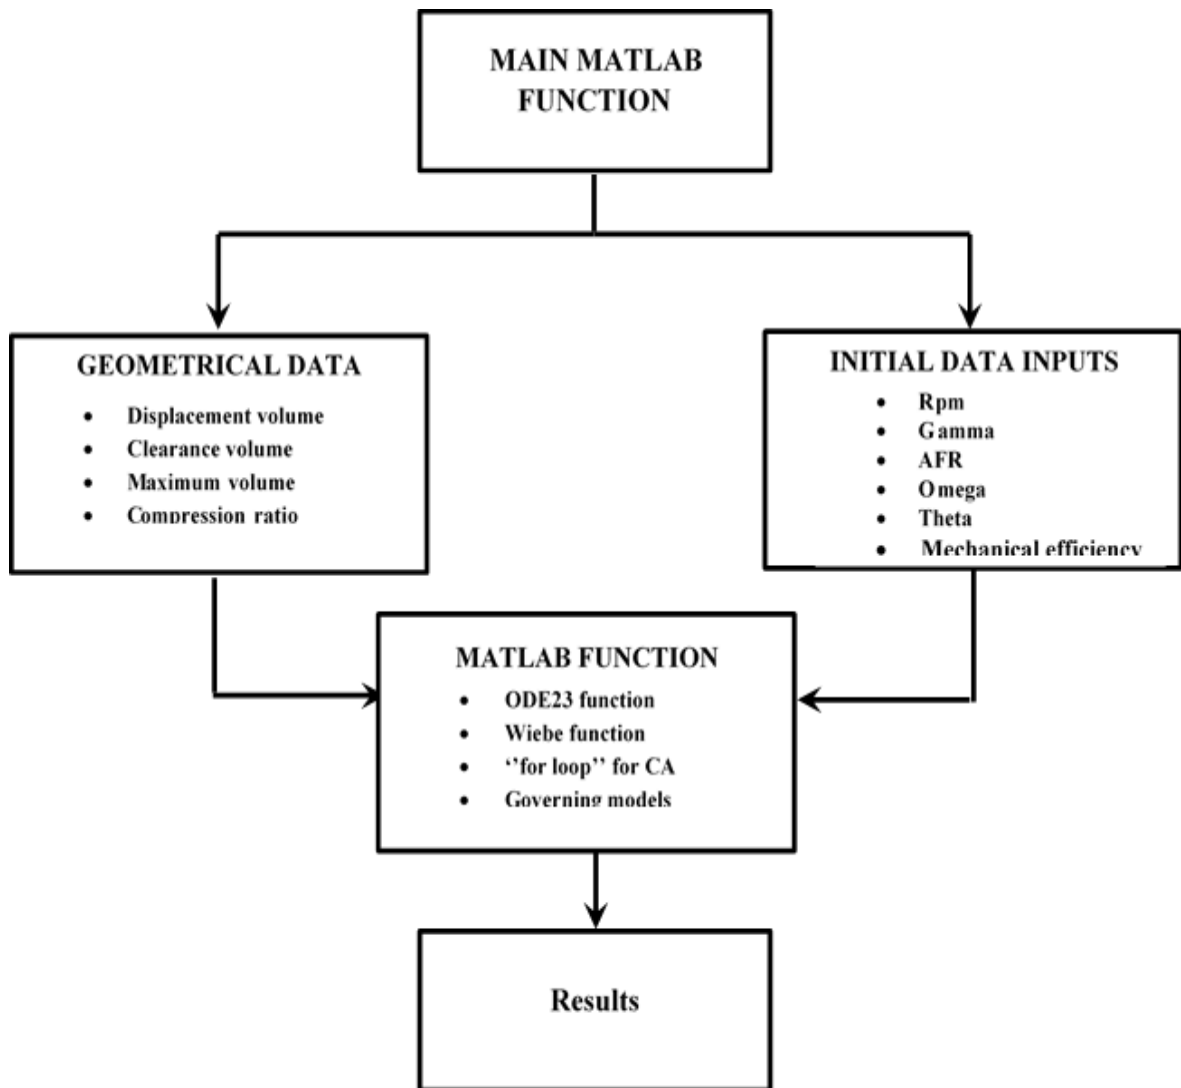 MAIN MATLAB
FUNCTION
GEOMETRICAL DATA
• Displacement volume
• Clearance volume
• Maximum volume
• Compression ratio
INITIAL DATA INPUTS
• Rpm
• Gamma
• AFR
• Omega
• Theta
• Mechanical efficiency
MATLAB FUNCTION
• ODE23 function
• Wiebe function
• ‘’for loop’’ for CA
• Governing models
Results